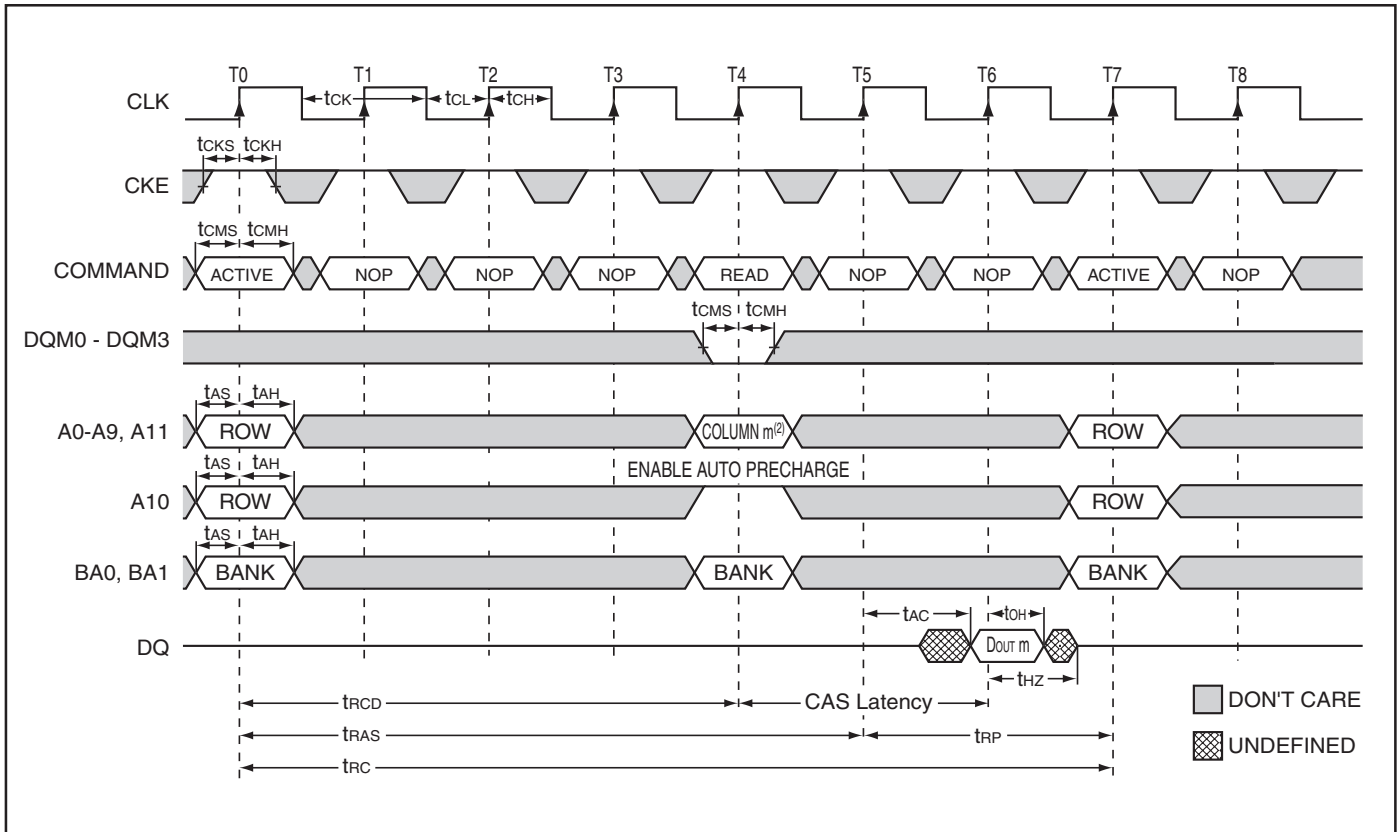 T0 T1 T2 T3 T4 T5 T6 T7 T8
CLK tCK tCL tCH
tCKS tCKH
CKE
tCMS tCMH
COMMAND ACTIVE NOP NOP NOP READ NOP NOP ACTIVE NOP
tCMS tCMH
DQM0 - DQM3
tAS tAH
A0-A9, A11 ROW COLUMN m(2) ROW
tAS tAH ENABLE AUTO PRECHARGE
A10 ROW ROW
tAS tAH
BA0, BA1 BANK BANK BANK
tAC tOH
DQ DOUT m
tHZ
tRCD CAS Latency DON'T CARE
tRAS tRP UNDEFINED
tRC